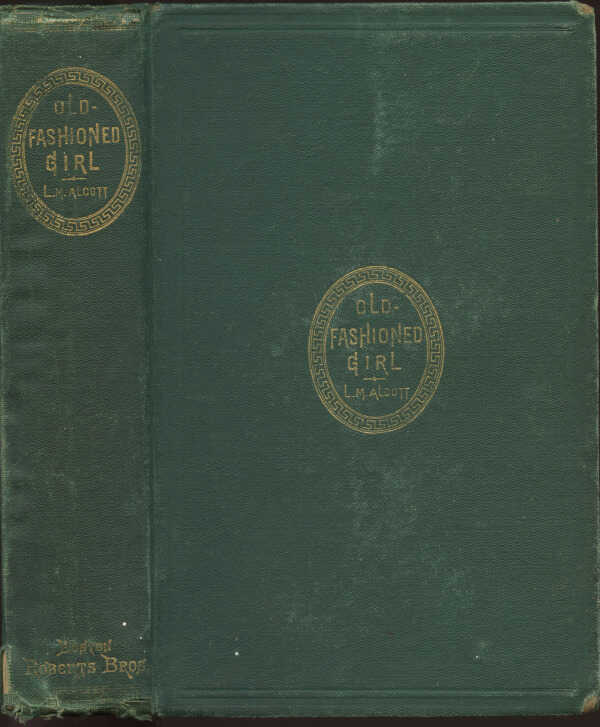 OLD-
FASHIONED
GIRL
L.M. ALCOTT
BOSTON
ROBERTS BROS
OLD-
FASHIONED
GIRL
L.M. ALCOTT